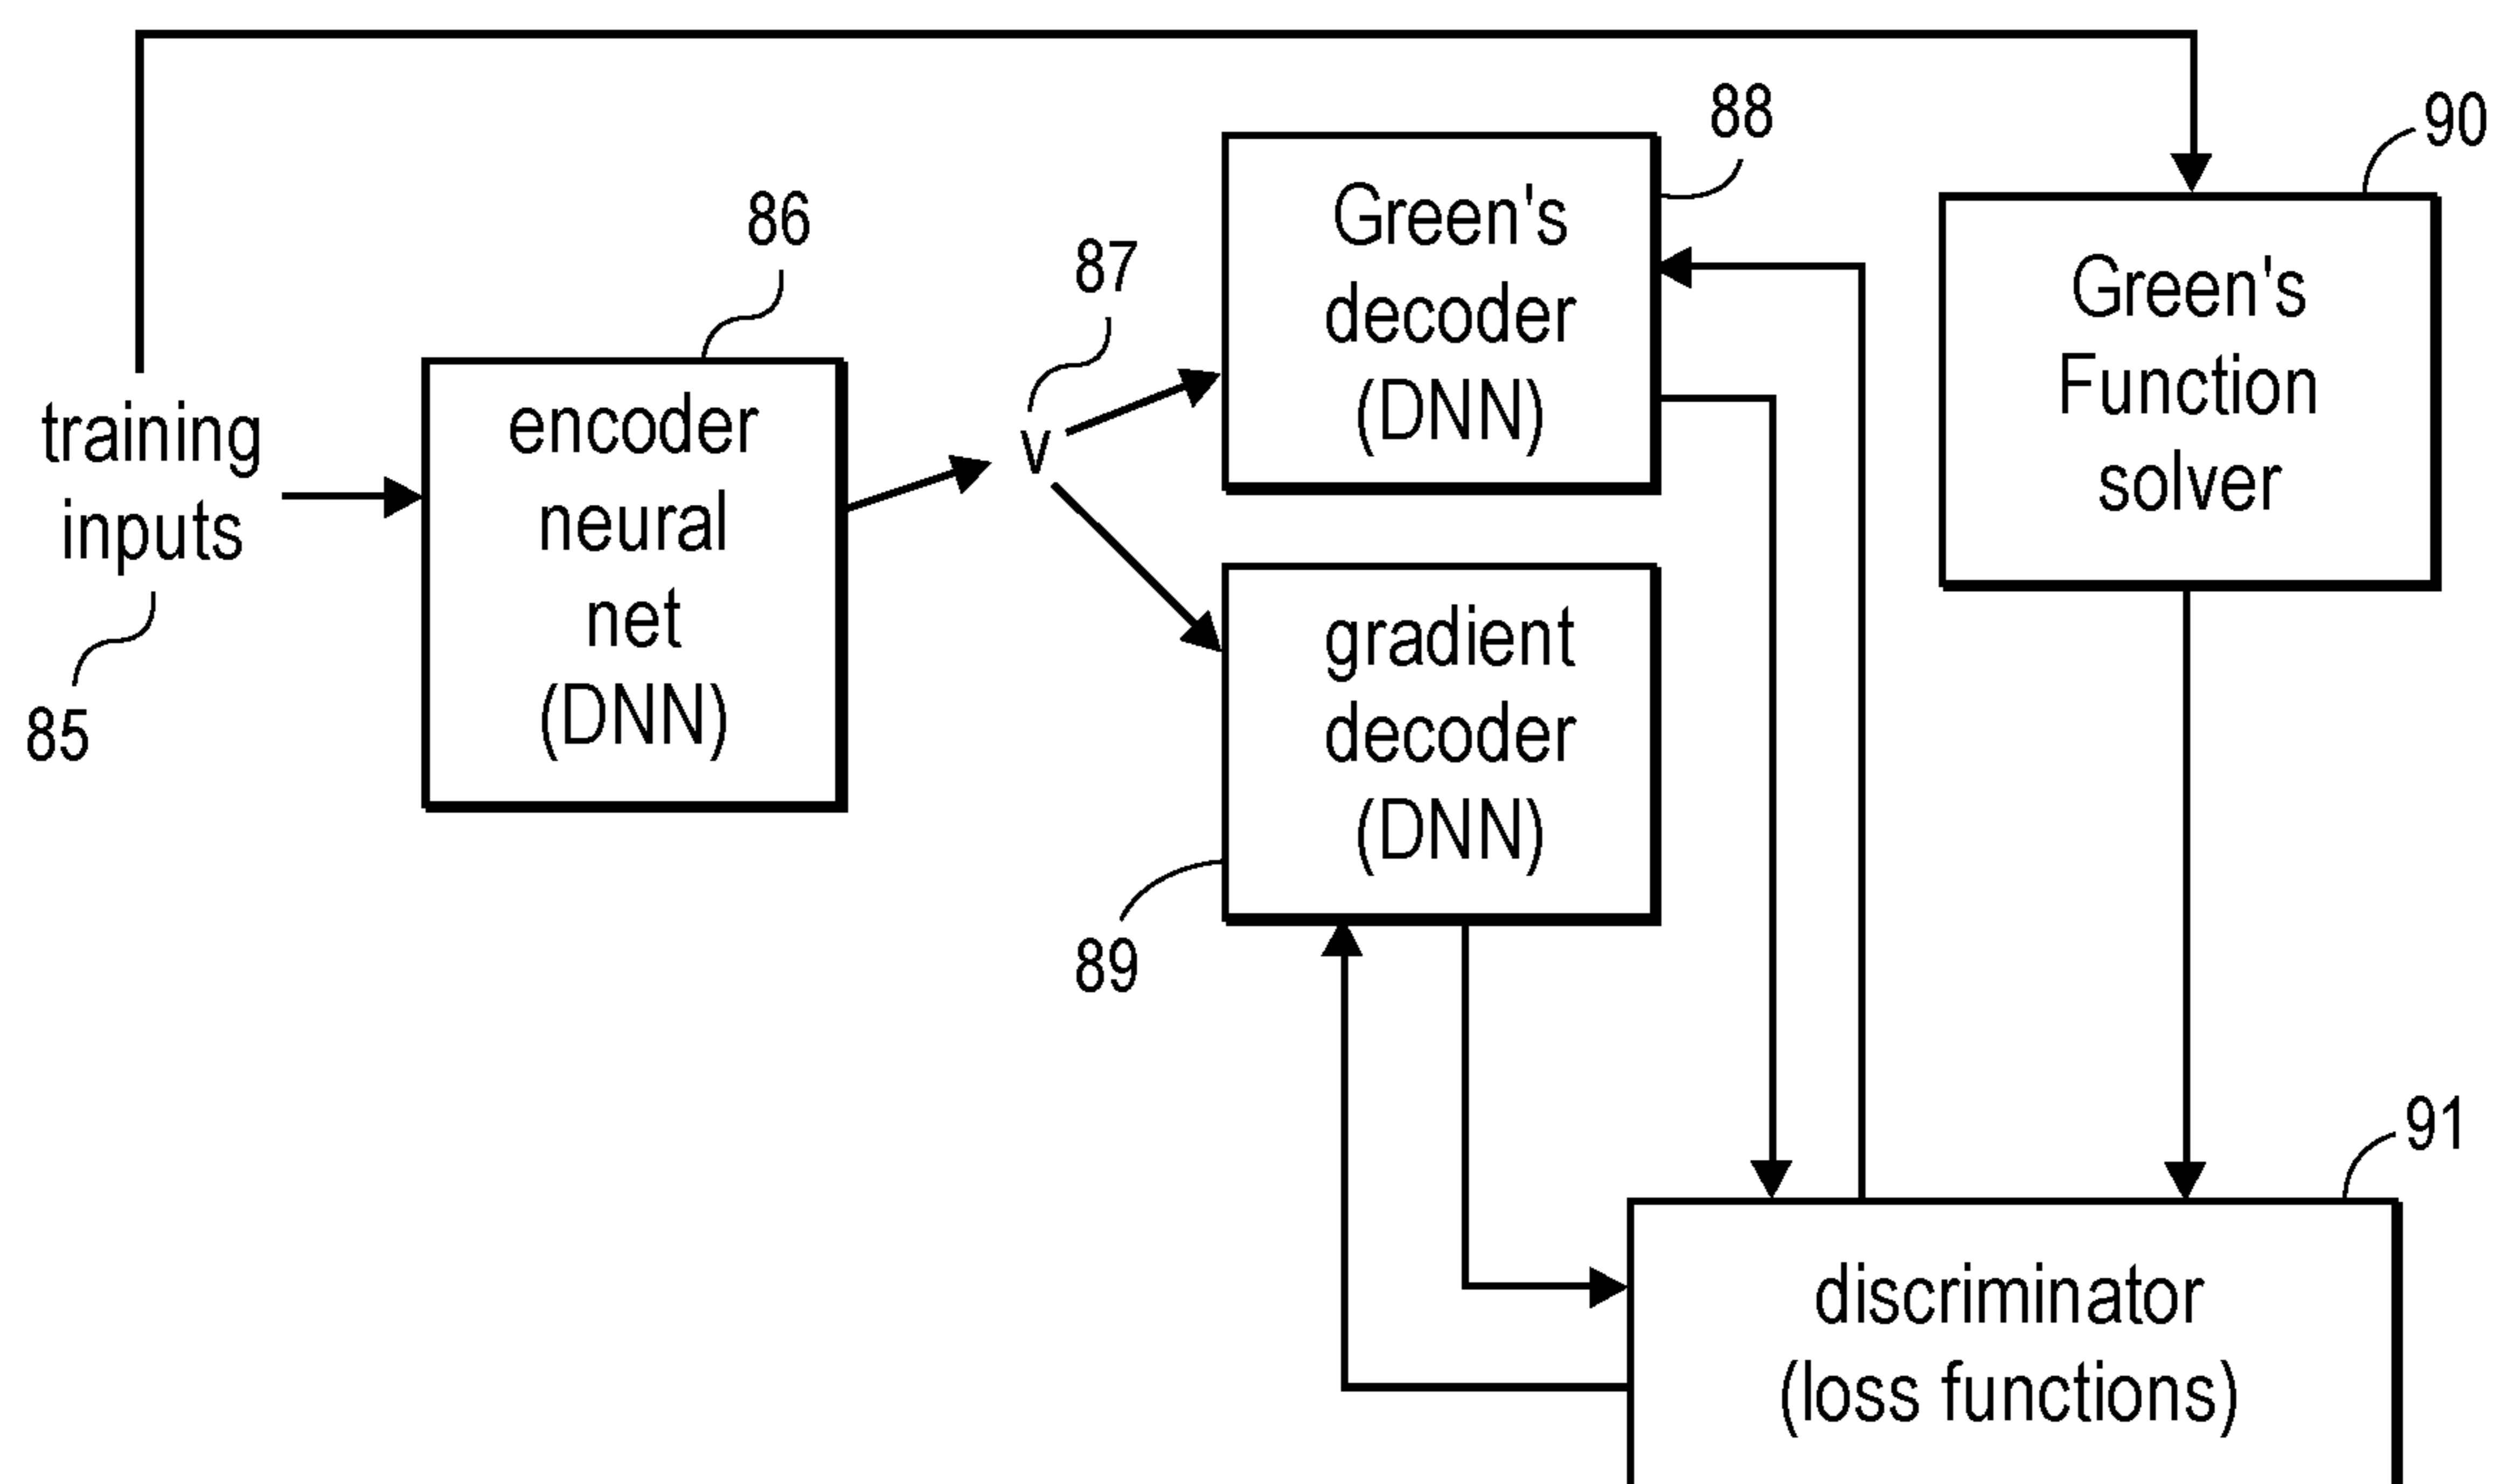 training
inputs
85
86
encoder
neural
net
(DNN)
87
v
88
Green's
decoder
(DNN)
89
gradient
decoder
(DNN)
90
Green's
Function
solver
91
discriminator
(loss functions)